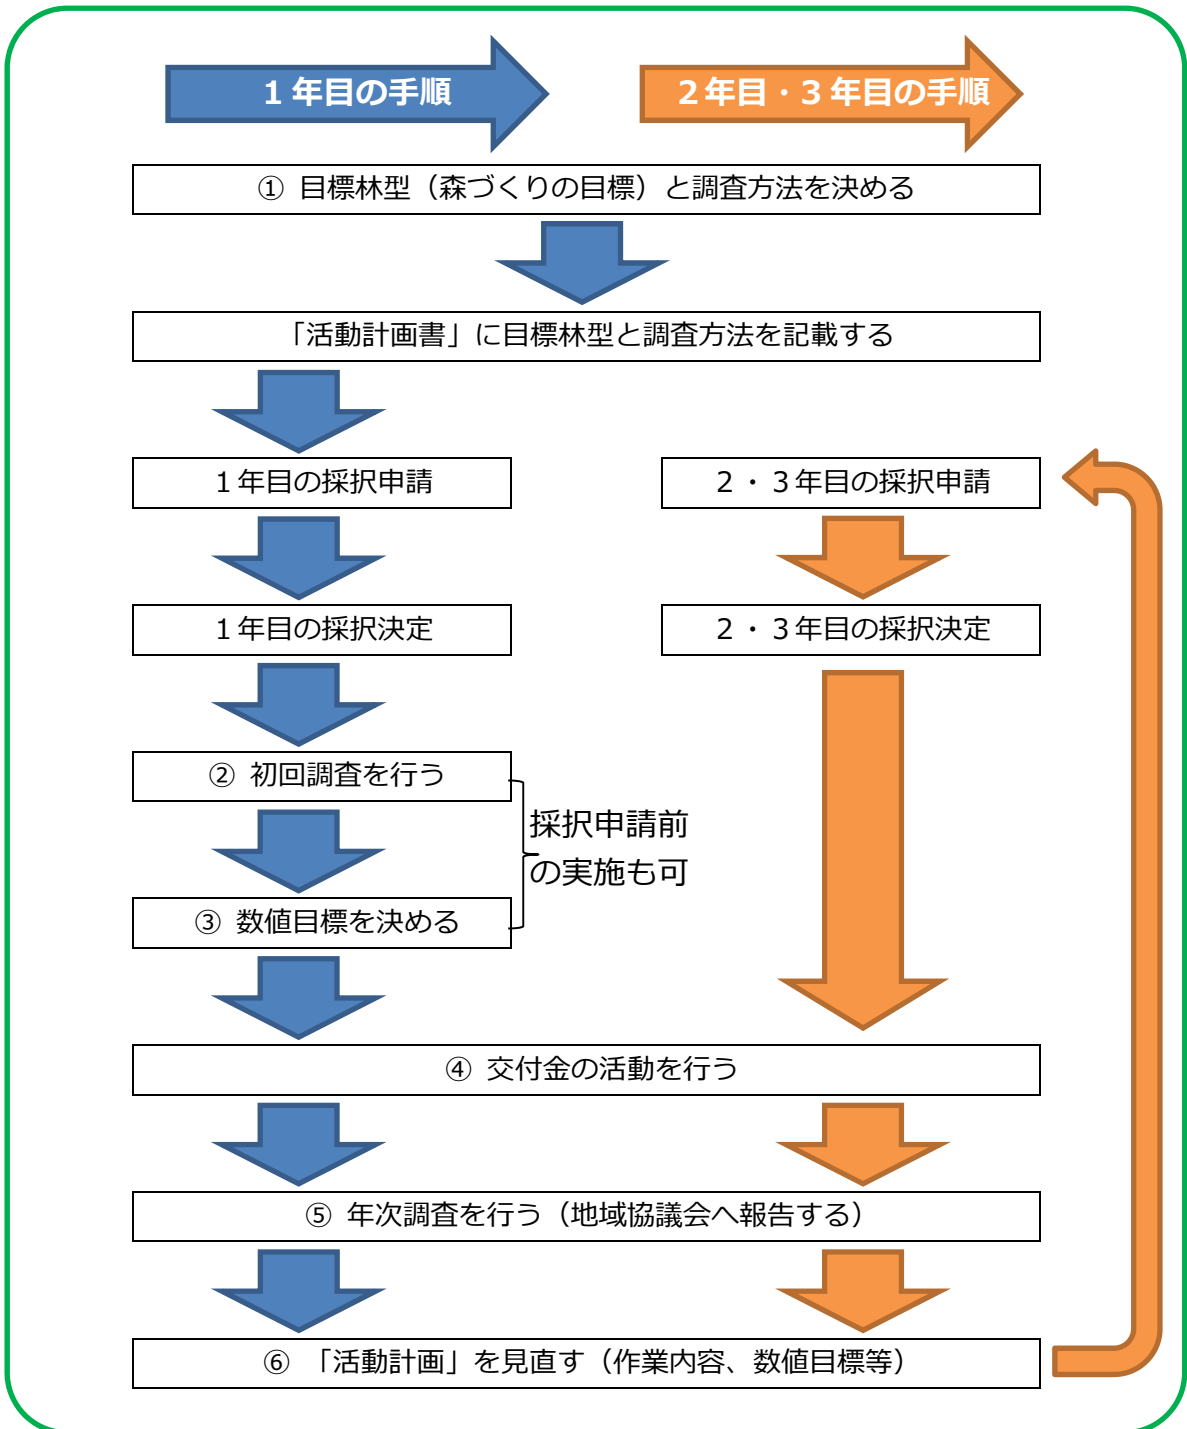 １年目の手順
２年目・３年目の手順
① 目標林型（森づくりの目標）と調査方法を決める
「活動計画書」に目標林型と調査方法を記載する
１年目の採択申請
２・３年目の採択申請
１年目の採択決定
２・３年目の採択決定
② 初回調査を行う
採択申請前
の実施も可
③ 数値目標を決める
④ 交付金の活動を行う
⑤ 年次調査を行う（地域協議会へ報告する）
⑥ 「活動計画」を見直す（作業内容、数値目標等）